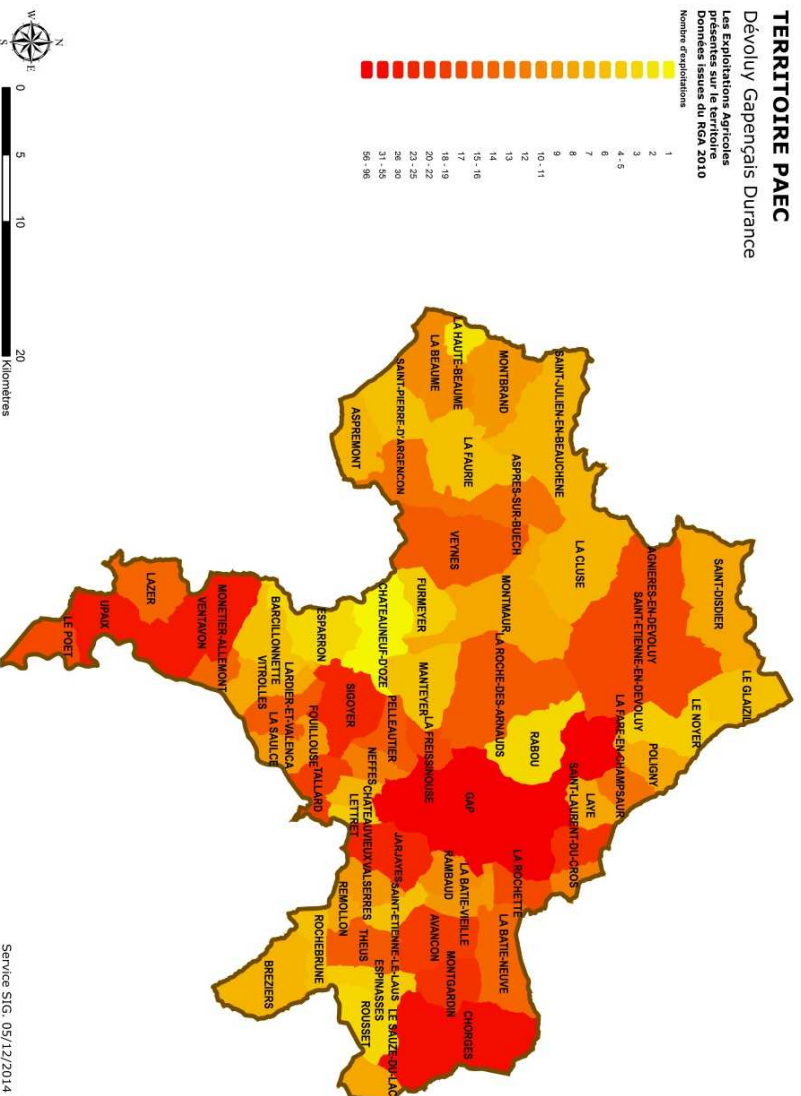 TERRITOIRE PAEC
Dévoluy Gapençais Durance
Les Exploitations Agricoles
présentes sur le territoire
Données issues du RGA 2010
Nombre d'exploitations
1
2
3
4 - 5
6
7
8
9
10 - 11
12
13
14
15 - 16
17
18 - 19
20 - 22
23 - 25
26 - 30
31 - 55
56 - 96
SAINT-DISDIER
LE GLAIZIL
LE NOYER
AGNIERES-EN-DEVOLUY
SAINT-ETIENNE-EN-DEVOLUY
POLIGNY
LA FARE-EN-CHAMPSAUR
LAYE
SAINT-LAURENT-DU-CROS
SAINT-JULIEN-EN-BEAUCHENE
LA CLUSE
MONTBRAND
LA HAUTE-BEAUME
LA BEAUME
ASPRES-SUR-BUECH
LA FAURIE
SAINT-PIERRE-D'ARGENCON
ASPREMONT
VEYNES
MONTMAUR
LA ROCHE-DES-ARNAUDS
RABOU
GAP
LA ROCHETTE
LA BATIE-NEUVE
LA BATIE-VIEILLE
RAMBAUD
FURMEYER
MANTEYER
LA FREISSINOUSE
CHATEAUNEUF-D'OZE
PELLEAUTIER
NEFFES
SIGOYER
ESPARRON
FOUILLOUSE
TALLARD
CHATEAUVIEUX
LETTRET
VALSERRES
JARJAYES
SAINT-ETIENNE-LE-LAUS
AVANCON
MONTGARDIN
CHORGES
LE SAUZE-DU-LAC
ESPINASSES
ROUSSET
THEUS
REMOLLON
ROCHEBRUNE
BREZIERS
BARCILLONNETTE
VITROLLES
LARDIER-ET-VALENCA
LA SAULCE
MONETIER-ALLEMONT
VENTAVON
LAZER
UPAIX
LE POET
N
W
E
S
0
5
10
20
Kilomètres
Service SIG. 05/12/2014